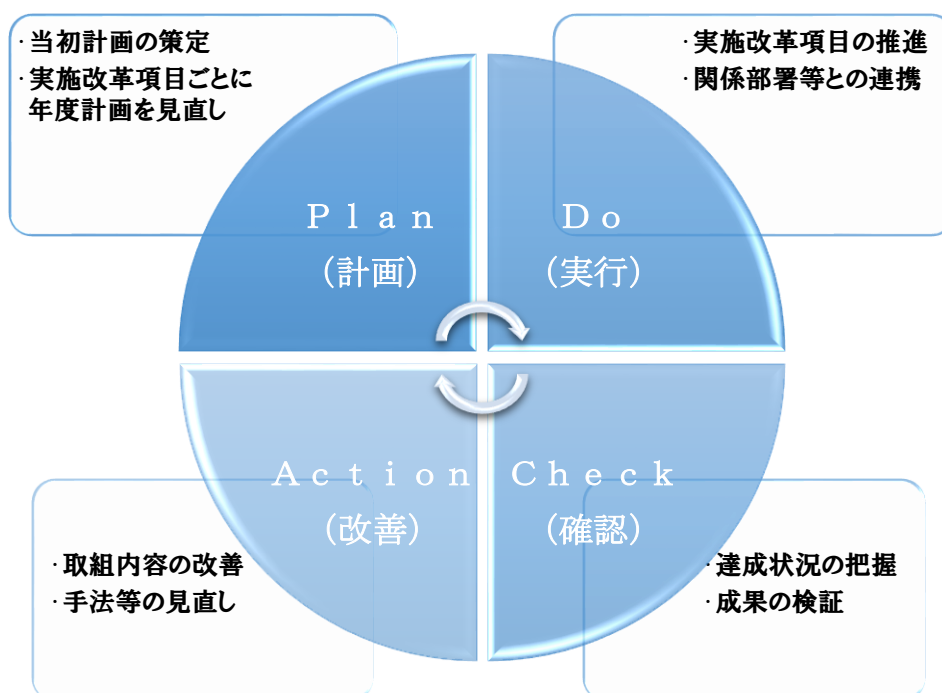 ・当初計画の策定
・実施改革項目ごとに
年度計画を見直し
・実施改革項目の推進
・関係部署等との連携
Ｐｌａｎ
（計画）
Ｄｏ
（実行）
Ａｃｔｉｏｎ
（改善）
Ｃｈｅｃｋ
（確認）
・取組内容の改善
・手法等の見直し
・達成状況の把握
・成果の検証